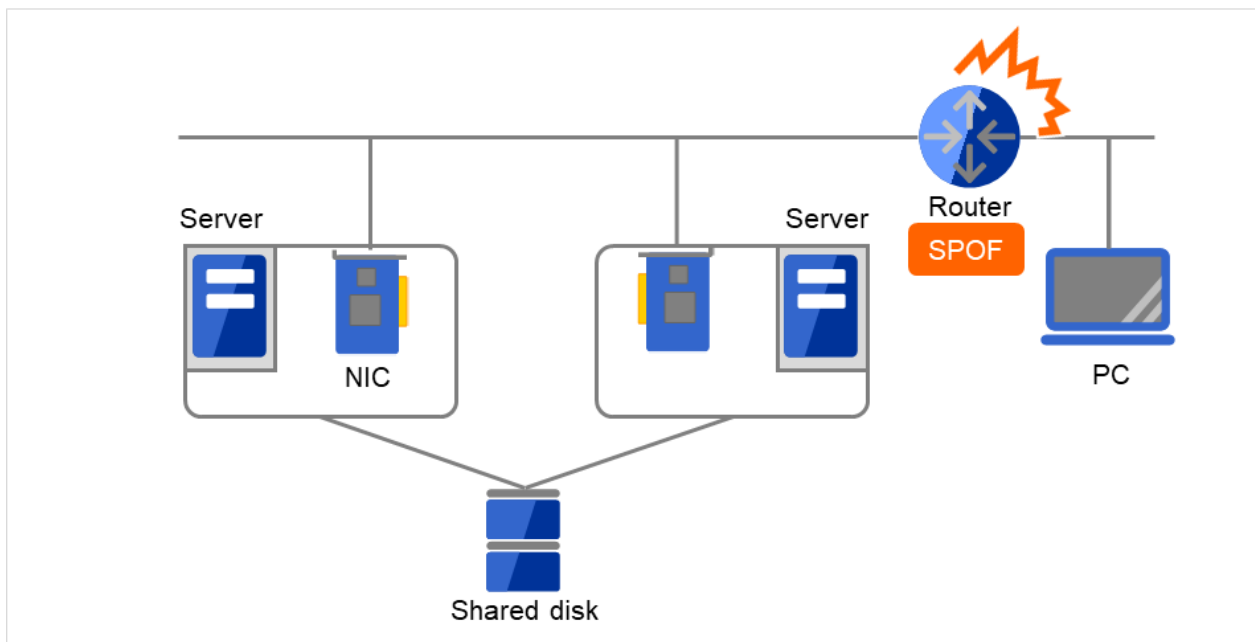 Server
Server
Router
SPOF
NIC
PC
Shared disk